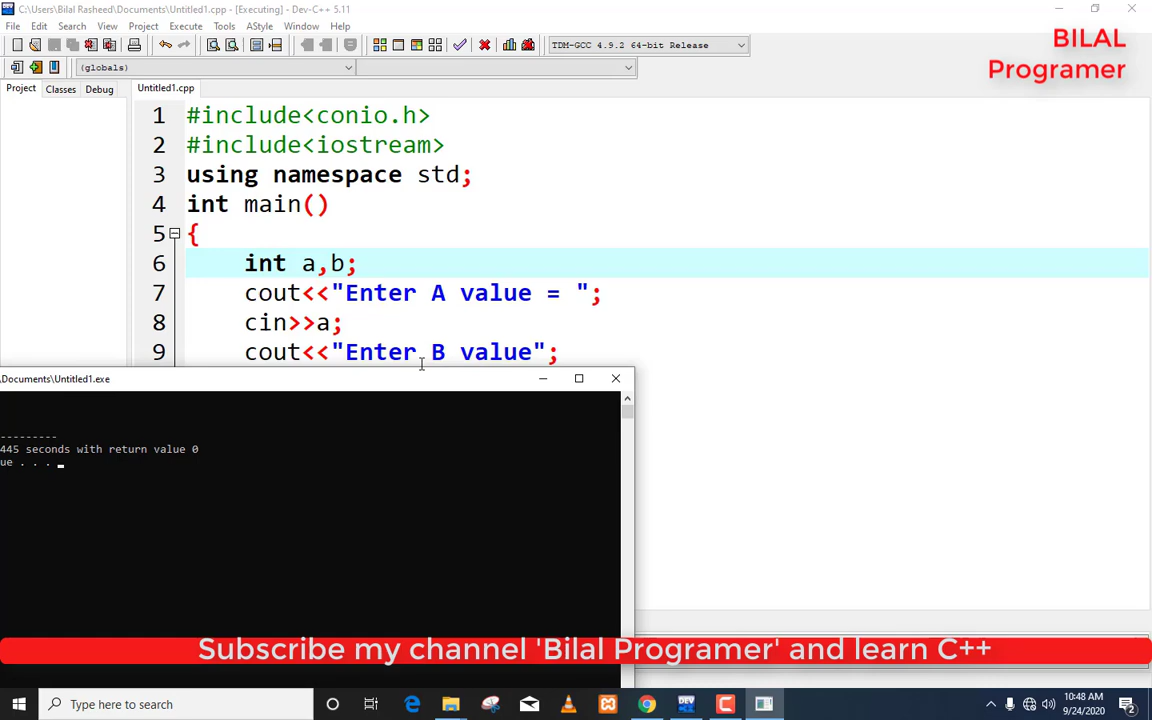 C:\Users\Bilal Rasheed\Documents\Untitled1.cpp - [Executing] - Dev-C++ 5.11
File Edit Search View Project Execute Tools AStyle Window Help
TDM-GCC 4.9.2 64-bit Release
(globals)
BILAL
Programer
Project Classes Debug
Untitled1.cpp
1 #include<conio.h>
2 #include<iostream>
3 using namespace std;
4 int main()
5 {
6 int a,b;
7 cout<<"Enter A value = ";
8 cin>>a;
9 cout<<"Enter B value";
Documents\Untitled1.exe
---------
445 seconds with return value 0
ue . . .
Subscribe my channel 'Bilal Programer' and learn C++
Type here to search
10:48 AM
9/24/2020
2